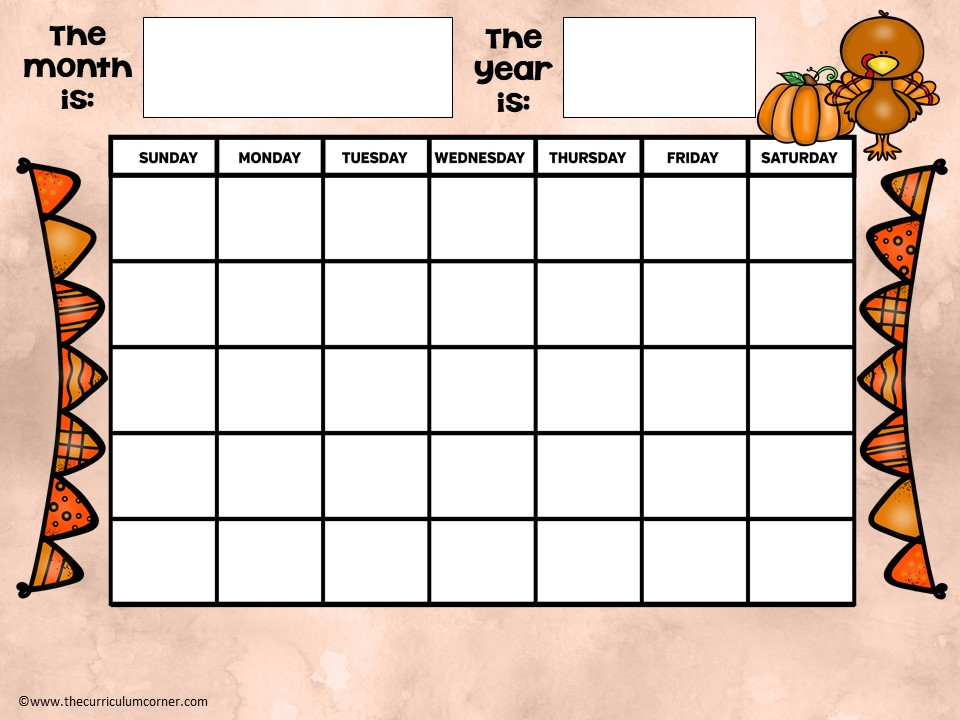 The
month
is:
The
year
is:
SUNDAY MONDAY TUESDAY WEDNESDAY THURSDAY FRIDAY SATURDAY
©www.thecurriculumcorner.com